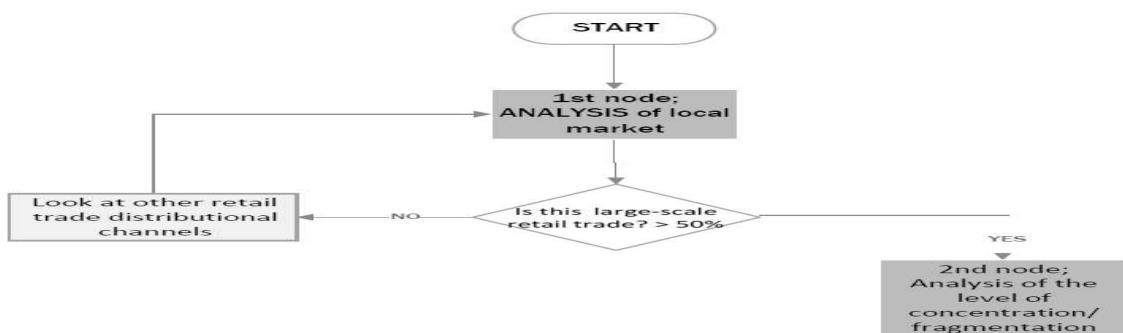 START
1st node;
ANALYSIS of local
market
Is this large-scale
retail trade? > 50%
NO
Look at other retail
trade distributional
channels
YES
2nd node;
Analysis of the
level of
concentration/
fragmentation